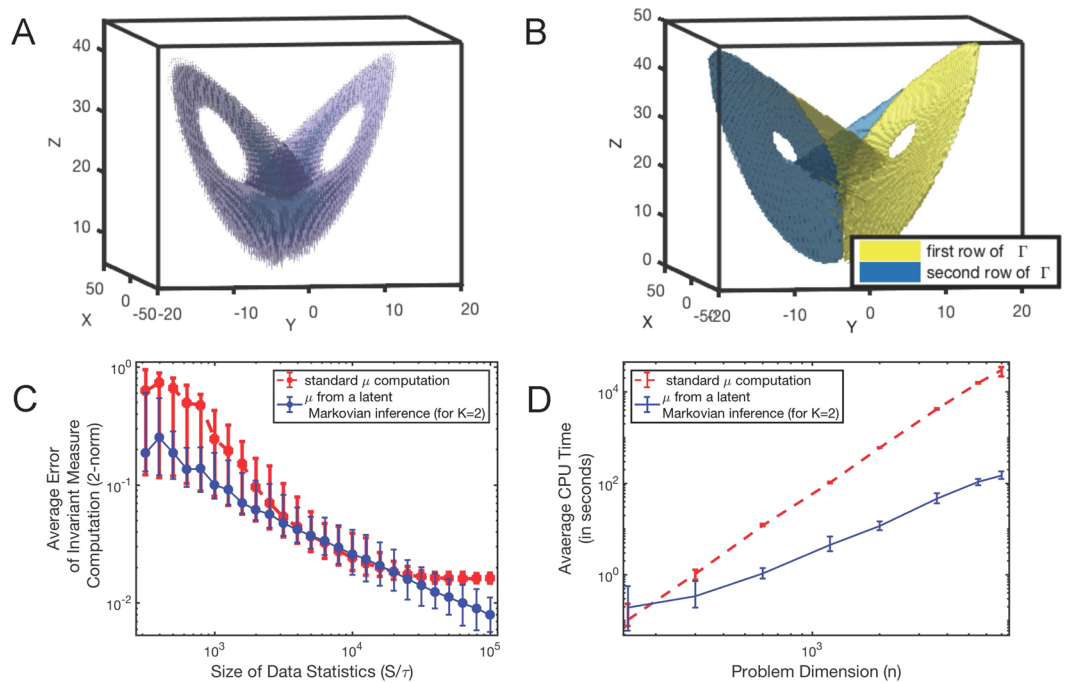 A
40
30
Z
20
10
50
0
X
-50
-20
-10
Y
0
10
20
B
50
40
30
Z
20
10
0
50
0
X
-20
-10
Y
0
10
20
first row of Γ
second row of Γ
C
10^0
10^-1
10^-2
Average Error
of Invariant Measure
Computation (2-norm)
standard μ computation
μ from a latent
Markovian inference (for K=2)
10^3
10^4
10^5
Size of Data Statistics (S/τ)
D
10^4
10^2
10^0
Avaerage CPU Time
(in seconds)
standard μ computation
μ from a latent
Markovian inference (for K=2)
10^3
Problem Dimension (n)